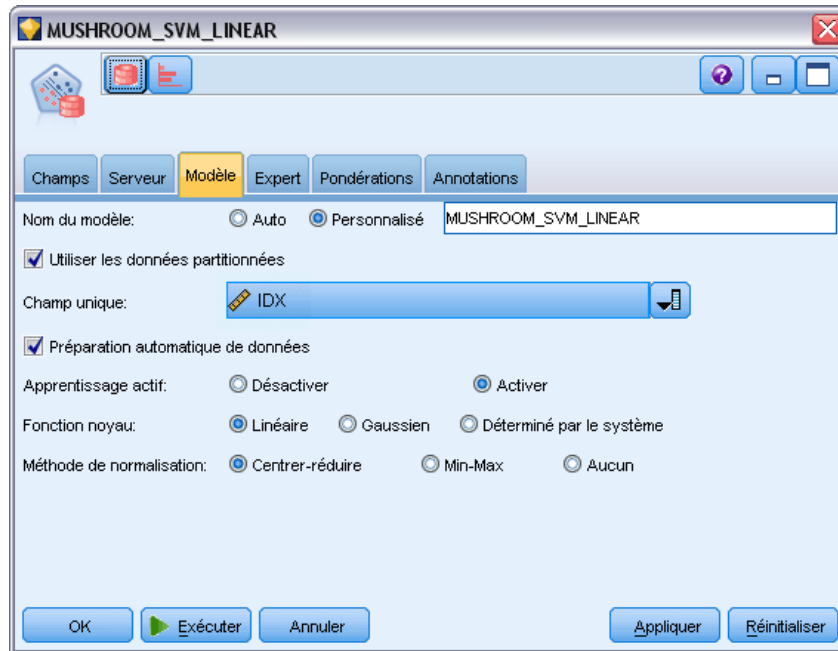 MUSHROOM_SVM_LINEAR
Champs Serveur Modèle Expert Pondérations Annotations
Nom du modèle: Auto Personnalisé MUSHROOM_SVM_LINEAR
Utiliser les données partitionnées
Champ unique: IDX
Préparation automatique de données
Apprentissage actif: Désactiver Activer
Fonction noyau: Linéaire Gaussien Déterminé par le système
Méthode de normalisation: Centrer-réduire Min-Max Aucun
OK Exécuter Annuler Appliquer Réinitialiser